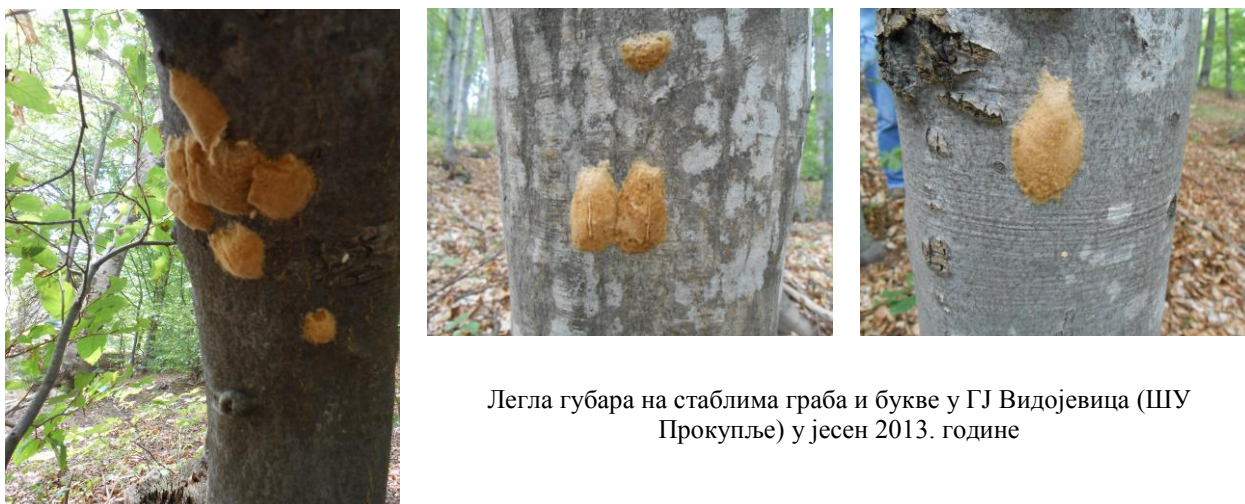 Легла губара на стаблима граба и букве у ГЈ Видојевица (ШУ
Прокупље) у јесен 2013. године